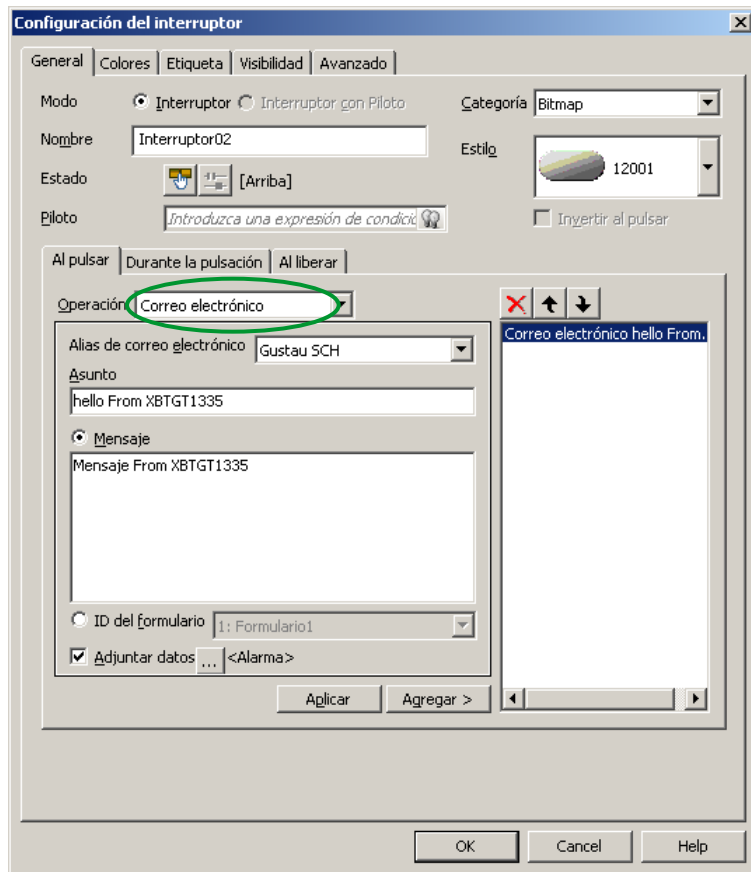 Configuración del interruptor
General Colores Etiqueta Visibilidad Avanzado
Modo Interruptor Interruptor con Piloto Categoría Bitmap
Nombre Interruptor02
Estilo 12001
Estado [Arriba]
Piloto Introduzca una expresión de condició Invertir al pulsar
Al pulsar Durante la pulsación Al liberar
Operación Correo electrónico
Correo electrónico hello From.
Alias de correo electrónico Gustau SCH
Asunto
hello From XBTGT1335
Mensaje
Mensaje From XBTGT1335
ID del formulario 1: Formulario1
Adjuntar datos ... <Alarma>
Aplicar Agregar >
OK Cancel Help